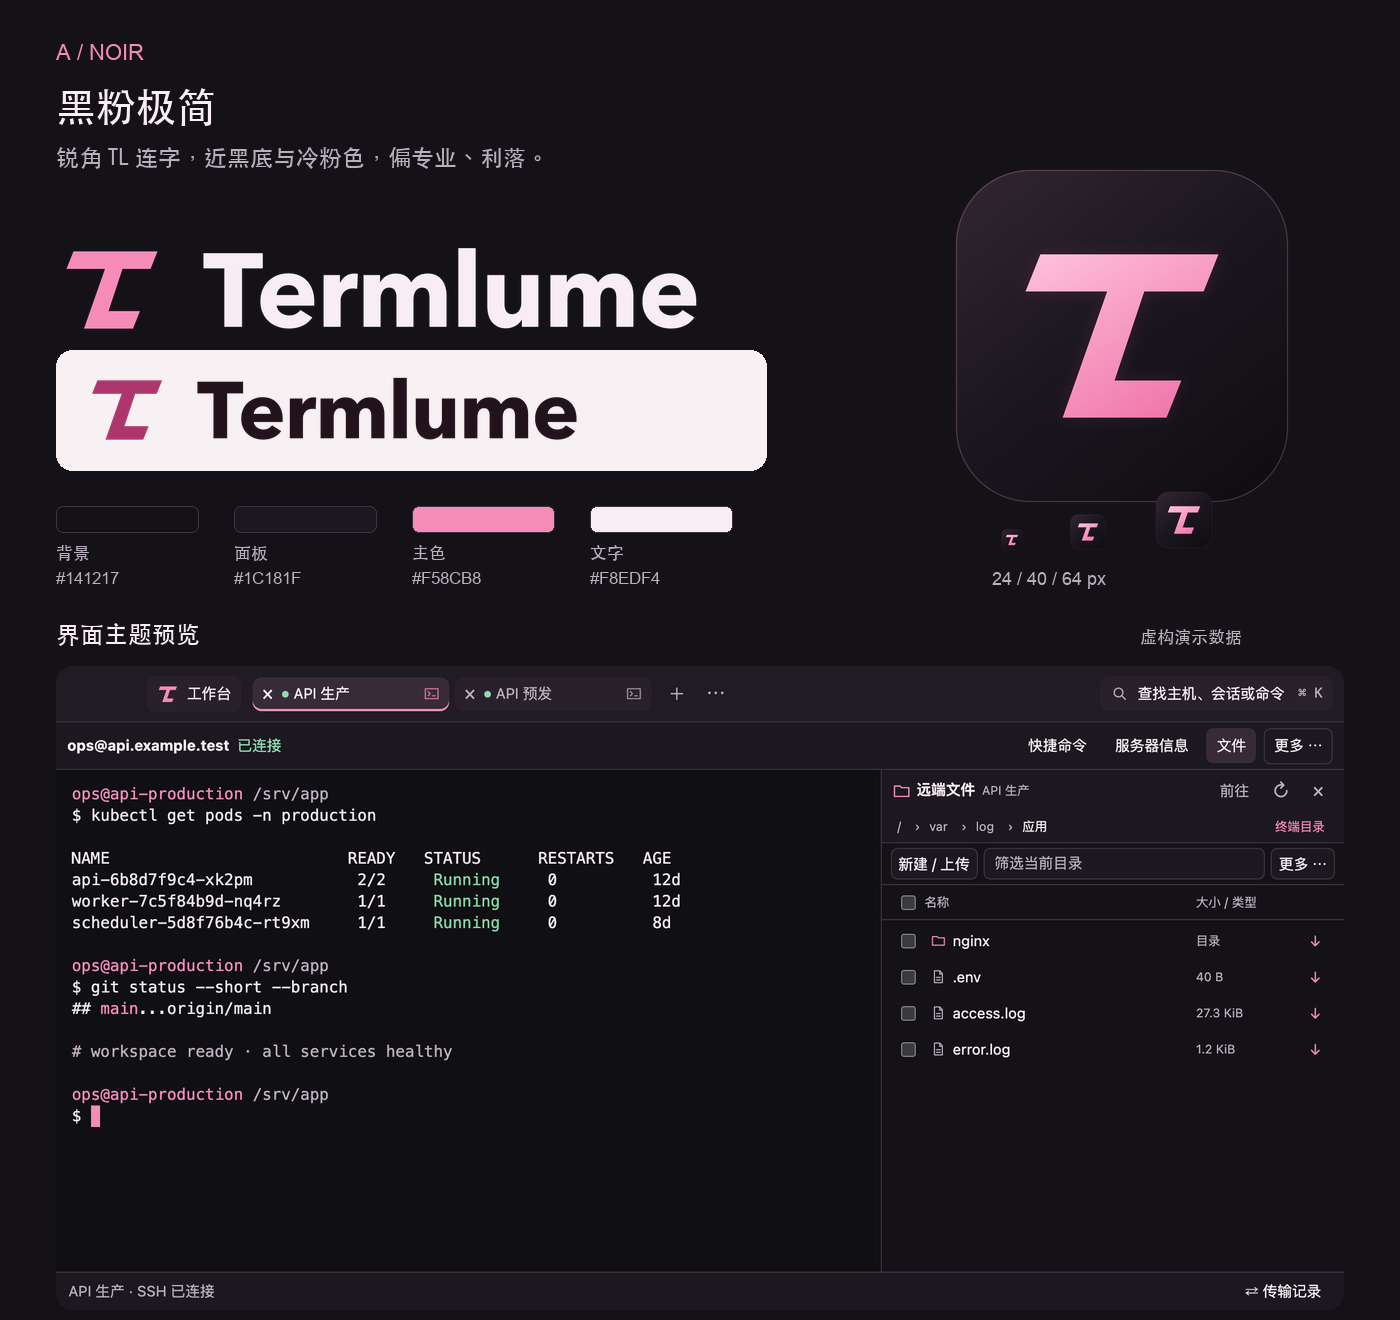 A / NOIR
黑粉极简
锐角 TL 连字，近黑底与冷粉色，偏专业、利落。
Termlume
Termlume
背景
#141217
面板
#1C181F
主色
#F58CB8
文字
#F8EDF4
24 / 40 / 64 px
界面主题预览
虚构演示数据
工作台
API 生产
API 预发
查找主机、会话或命令 ⌘ K
ops@api.example.test 已连接
快捷命令
服务器信息
文件
更多 ···
ops@api-production /srv/app
$ kubectl get pods -n production
NAME READY STATUS RESTARTS AGE
api-6b8d7f9c4-xk2pm 2/2 Running 0 12d
worker-7c5f84b9d-nq4rz 1/1 Running 0 12d
scheduler-5d8f76b4c-rt9xm 1/1 Running 0 8d
ops@api-production /srv/app
$ git status --short --branch
## main...origin/main
# workspace ready · all services healthy
ops@api-production /srv/app
$
远端文件 API 生产
前往
/ › var › log › 应用
终端目录
新建 / 上传
筛选当前目录
更多 ···
名称 大小 / 类型
nginx 目录
.env 40 B
access.log 27.3 KiB
error.log 1.2 KiB
API 生产 · SSH 已连接
⇄ 传输记录